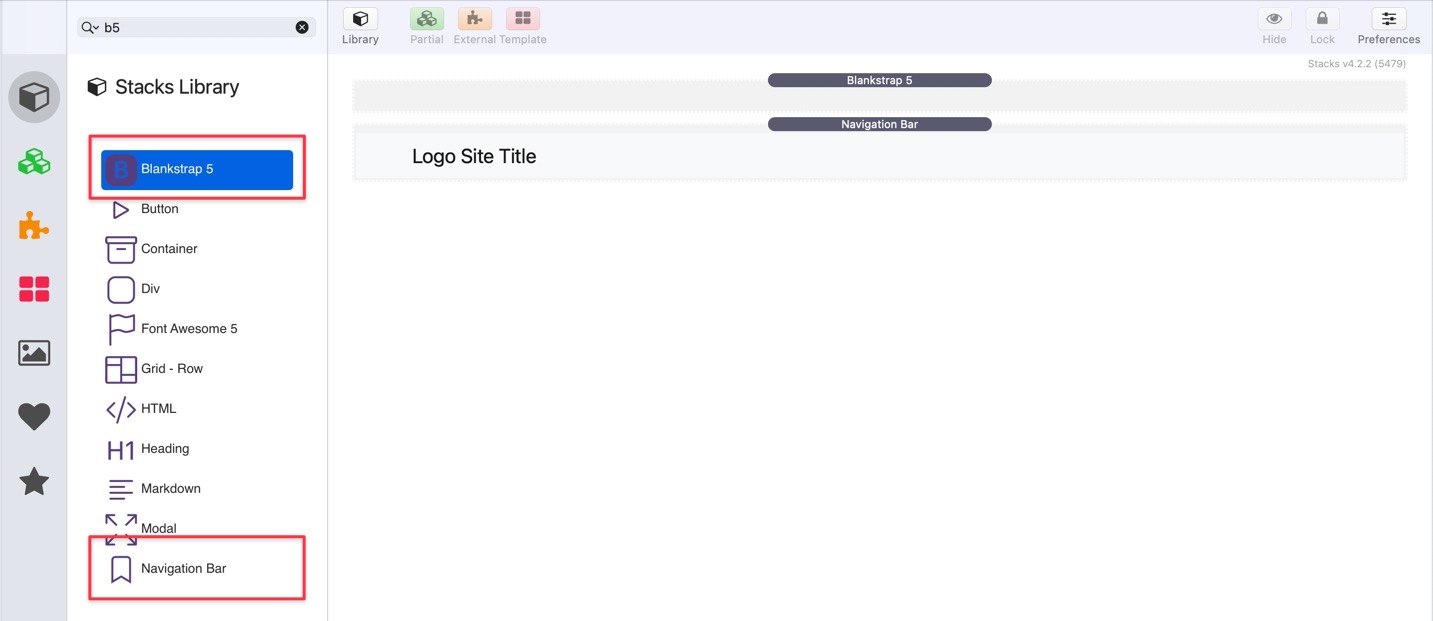 b5
Library
Partial
External
Template
Hide
Lock
Preferences
Stacks v4.2.2 (5479)
Stacks Library
B Blankstrap 5
Button
Container
Div
Font Awesome 5
Grid - Row
</> HTML
H1 Heading
Markdown
Modal
Navigation Bar
Blankstrap 5
Navigation Bar
Logo Site Title